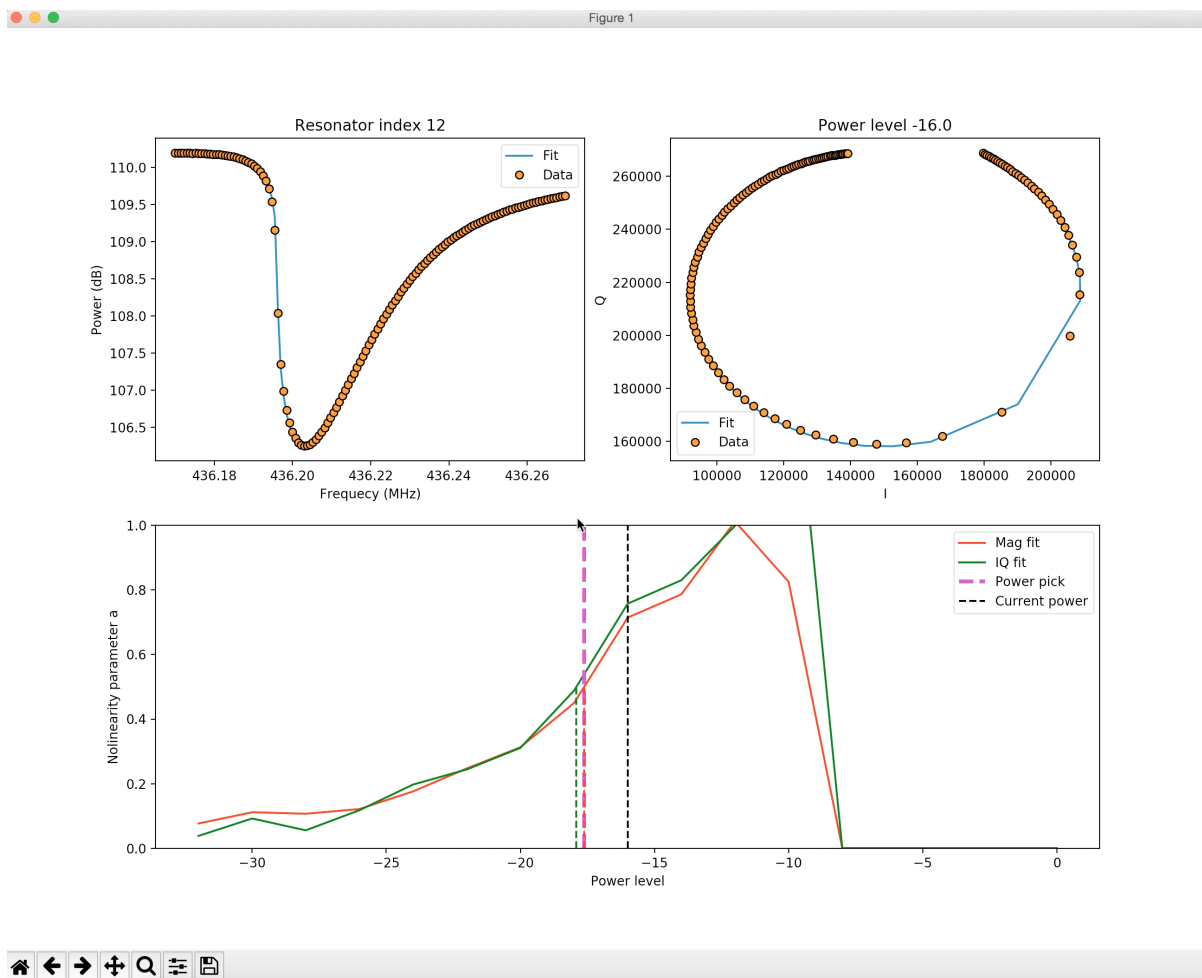 Figure 1
Resonator index 12
110.0
109.5
109.0
108.5
108.0
107.5
107.0
106.5
Power (dB)
Fit
Data
436.18 436.20 436.22 436.24 436.26
Frequecy (MHz)
Power level -16.0
260000
240000
220000
200000
180000
160000
Q
Fit
Data
100000 120000 140000 160000 180000 200000
I
1.0
0.8
0.6
0.4
0.2
0.0
Nolinearity parameter a
Mag fit
IQ fit
Power pick
Current power
−30 −25 −20 −15 −10 −5 0
Power level